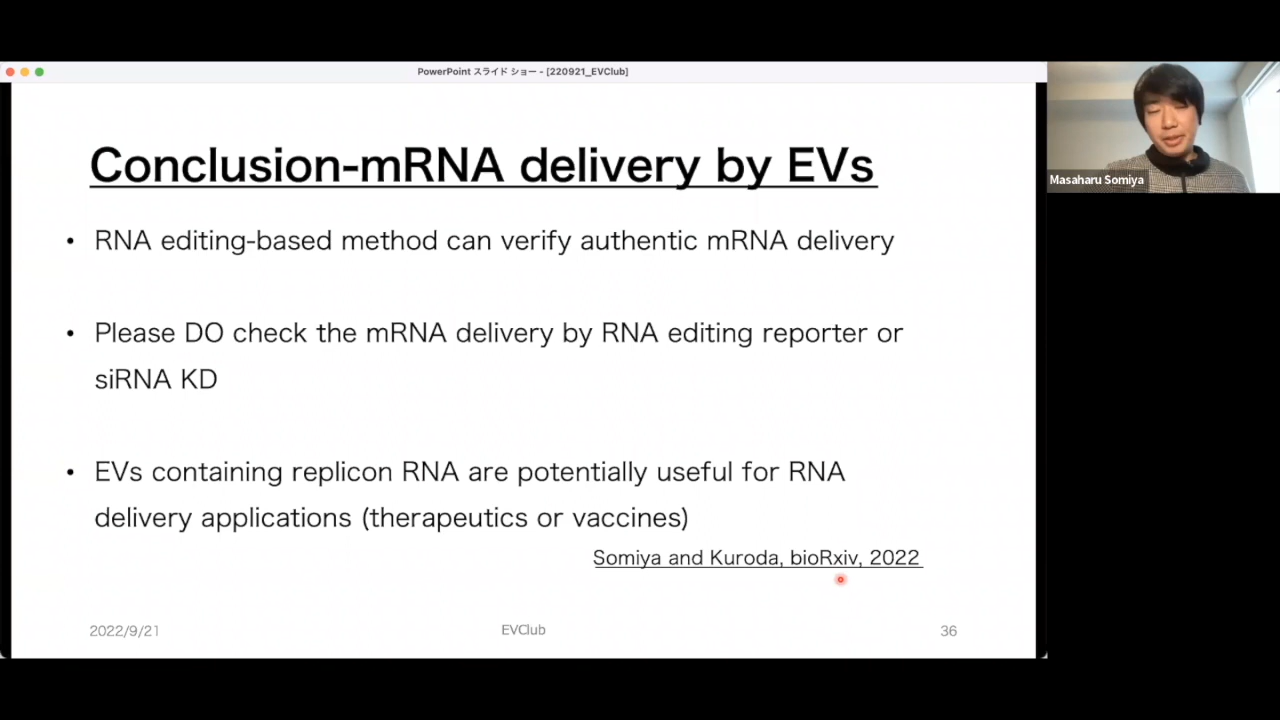 PowerPoint スライド ショー - [220921_EVClub]
Masaharu Somiya
Conclusion-mRNA delivery by EVs
• RNA editing-based method can verify authentic mRNA delivery
• Please DO check the mRNA delivery by RNA editing reporter or
siRNA KD
• EVs containing replicon RNA are potentially useful for RNA
delivery applications (therapeutics or vaccines)
Somiya and Kuroda, bioRxiv, 2022
2022/9/21
EVClub
36